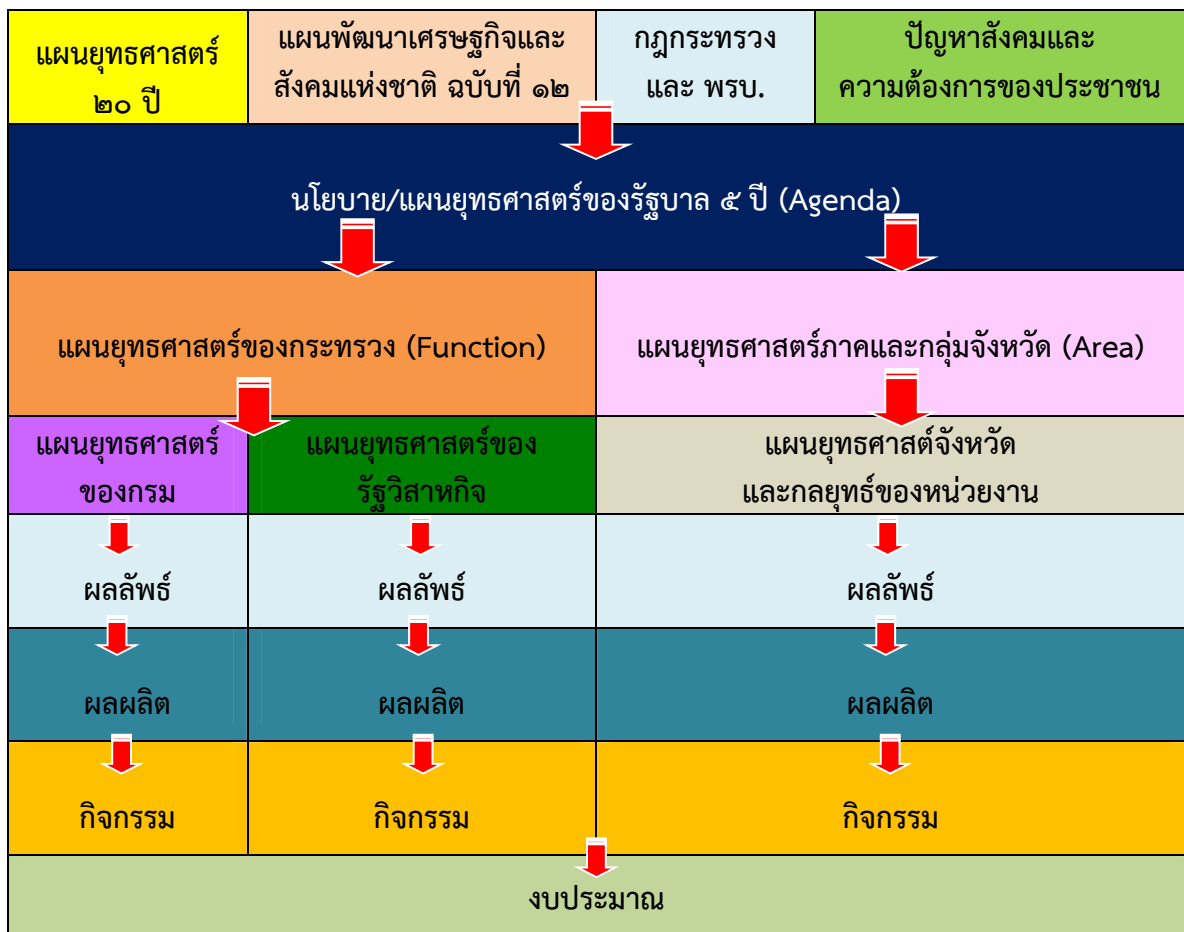 แผนยุทธศาสตร์
๒๐ ปี
แผนพัฒนาเศรษฐกิจและ
สังคมแห่งชาติ ฉบับที่ ๑๒
กฎกระทรวง
และ พรบ.
ปัญหาสังคมและ
ความต้องการของประชาชน
นโยบาย/แผนยุทธศาสตร์ของรัฐบาล ๕ ปี (Agenda)
แผนยุทธศาสตร์ของกระทรวง (Function)
แผนยุทธศาสตร์ภาคและกลุ่มจังหวัด (Area)
แผนยุทธศาสตร์
ของกรม
แผนยุทธศาสตร์ของ
รัฐวิสาหกิจ
แผนยุทธศาสต์จังหวัด
และกลยุทธ์ของหน่วยงาน
ผลลัพธ์
ผลลัพธ์
ผลลัพธ์
ผลผลิต
ผลผลิต
ผลผลิต
กิจกรรม
กิจกรรม
กิจกรรม
งบประมาณ